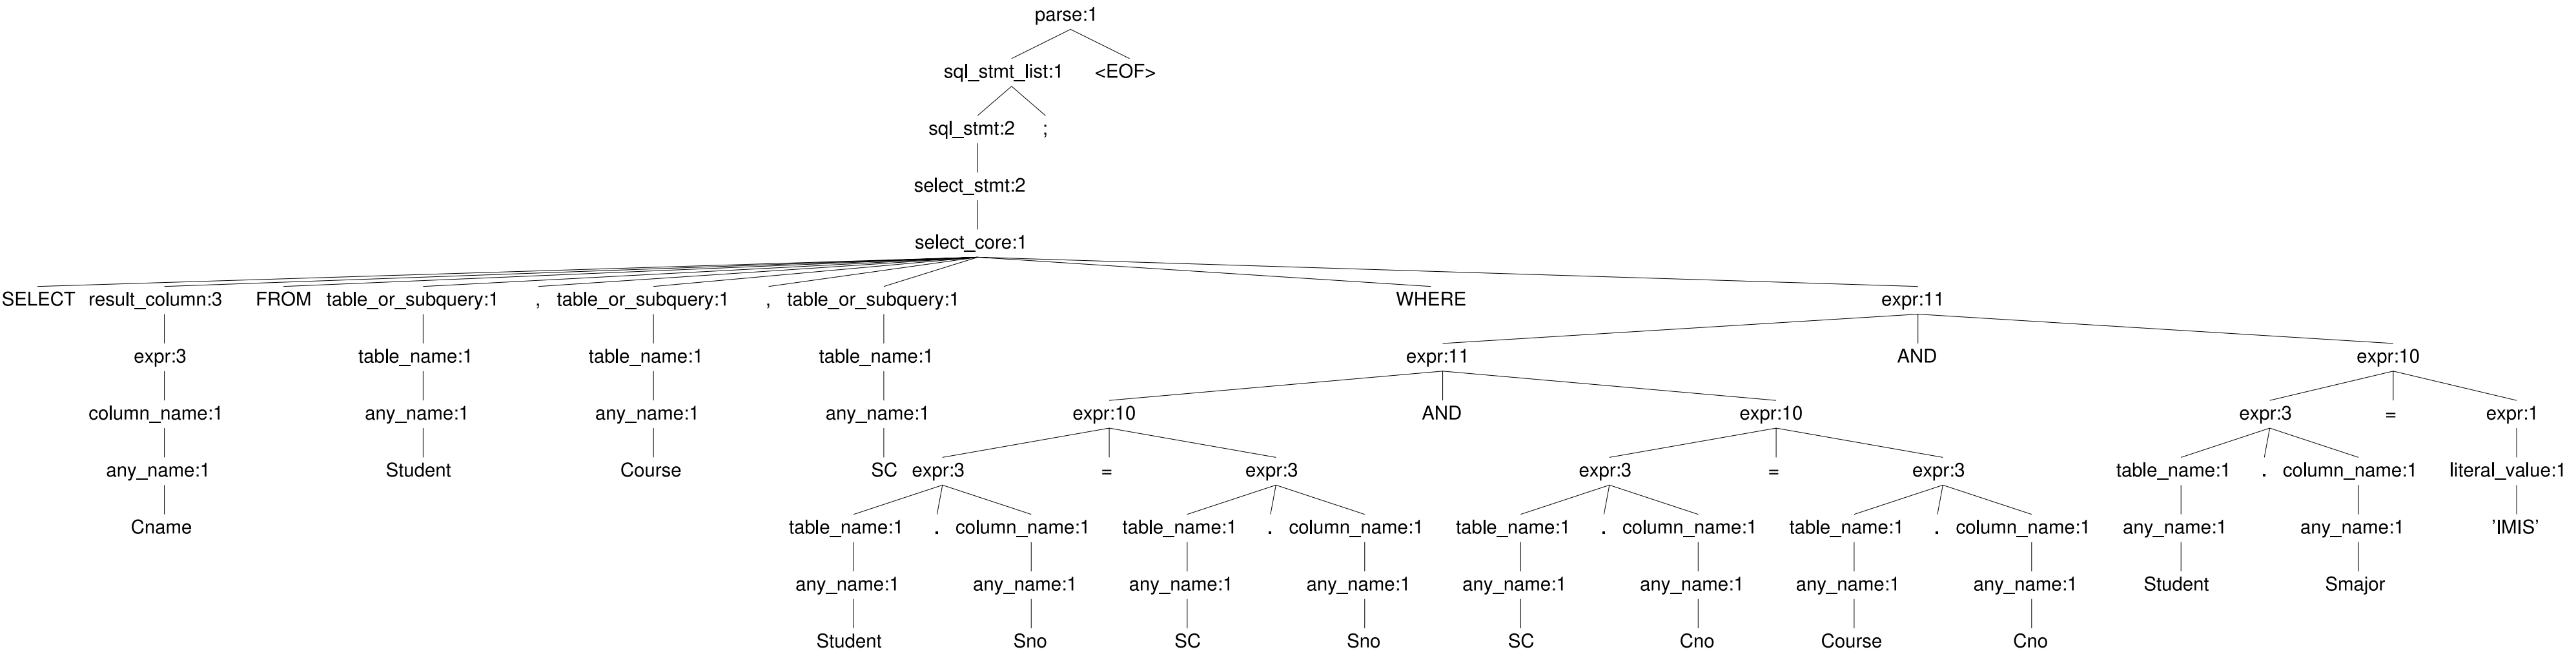 parse:1
sql_stmt_list:1 <EOF>
sql_stmt:2 ;
select_stmt:2
select_core:1
SELECT result_column:3 FROM table_or_subquery:1 , table_or_subquery:1 , table_or_subquery:1 WHERE expr:11
expr:3 table_name:1 table_name:1 table_name:1 expr:11 AND expr:10
column_name:1 any_name:1 any_name:1 any_name:1 expr:10 AND expr:10 expr:3 = expr:1
any_name:1 Student Course SC expr:3 = expr:3 expr:3 = expr:3 table_name:1 . column_name:1 literal_value:1
Cname table_name:1 . column_name:1 table_name:1 . column_name:1 table_name:1 . column_name:1 table_name:1 . column_name:1 any_name:1 any_name:1 'IMIS'
any_name:1 any_name:1 any_name:1 any_name:1 any_name:1 any_name:1 any_name:1 any_name:1 Student Smajor
Student Sno SC Sno SC Cno Course Cno